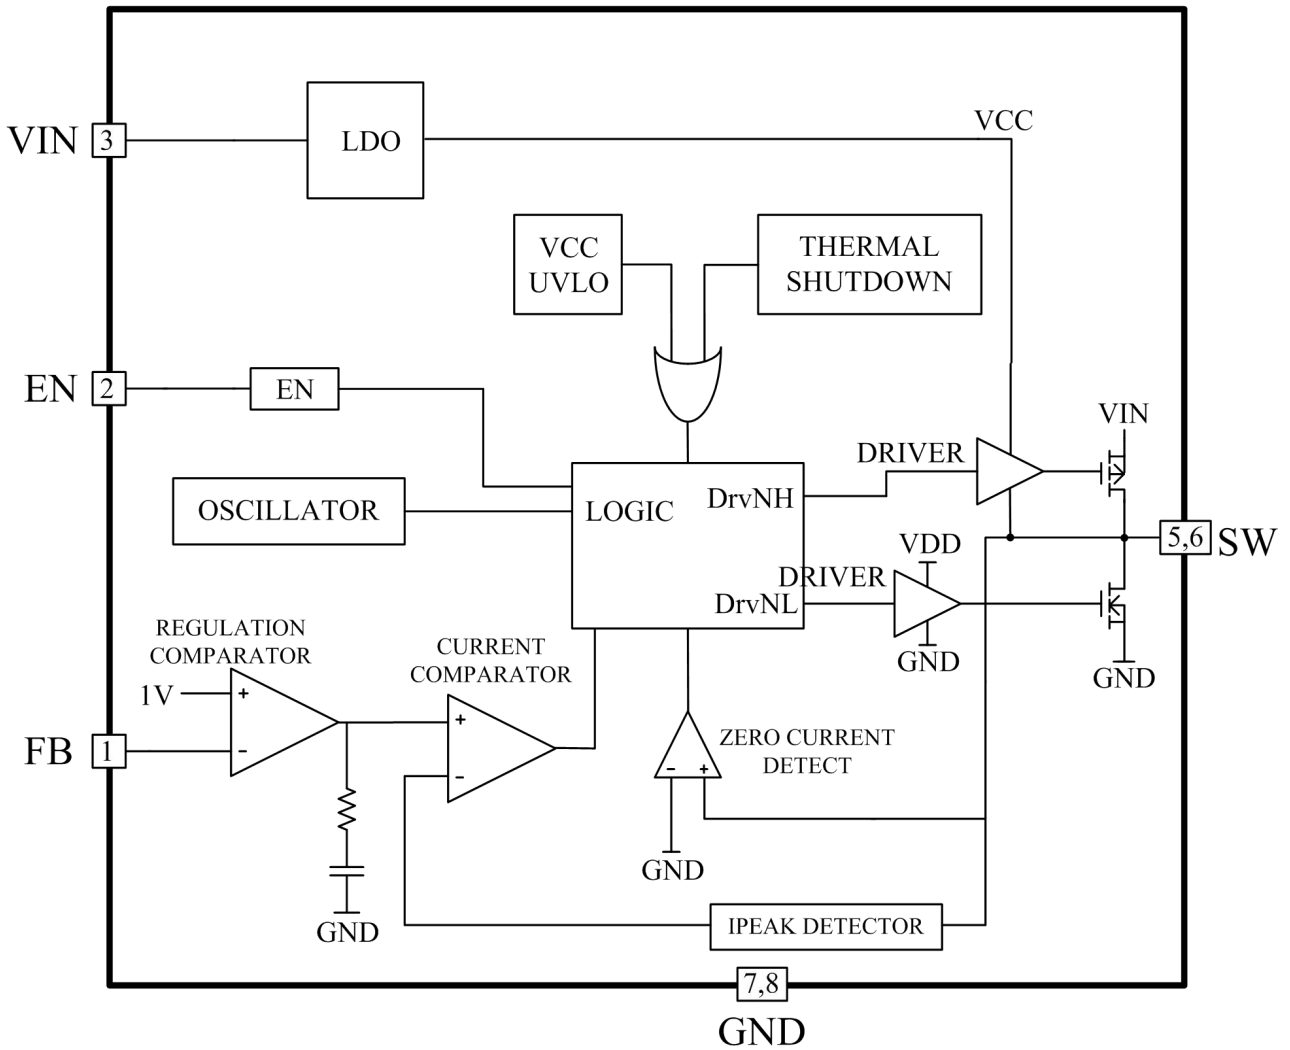 VCC
VIN
3
LDO
VCC
UVLO
THERMAL
SHUTDOWN
EN
2
EN
VIN
DRIVER
OSCILLATOR
LOGIC
DrvNH
5,6
SW
VDD
DRIVER
DrvNL
REGULATION
COMPARATOR
CURRENT
COMPARATOR
GND
GND
1V
+
-
FB
1
+
-
ZERO CURRENT
DETECT
-
+
GND
GND
IPEAK DETECTOR
7,8
GND